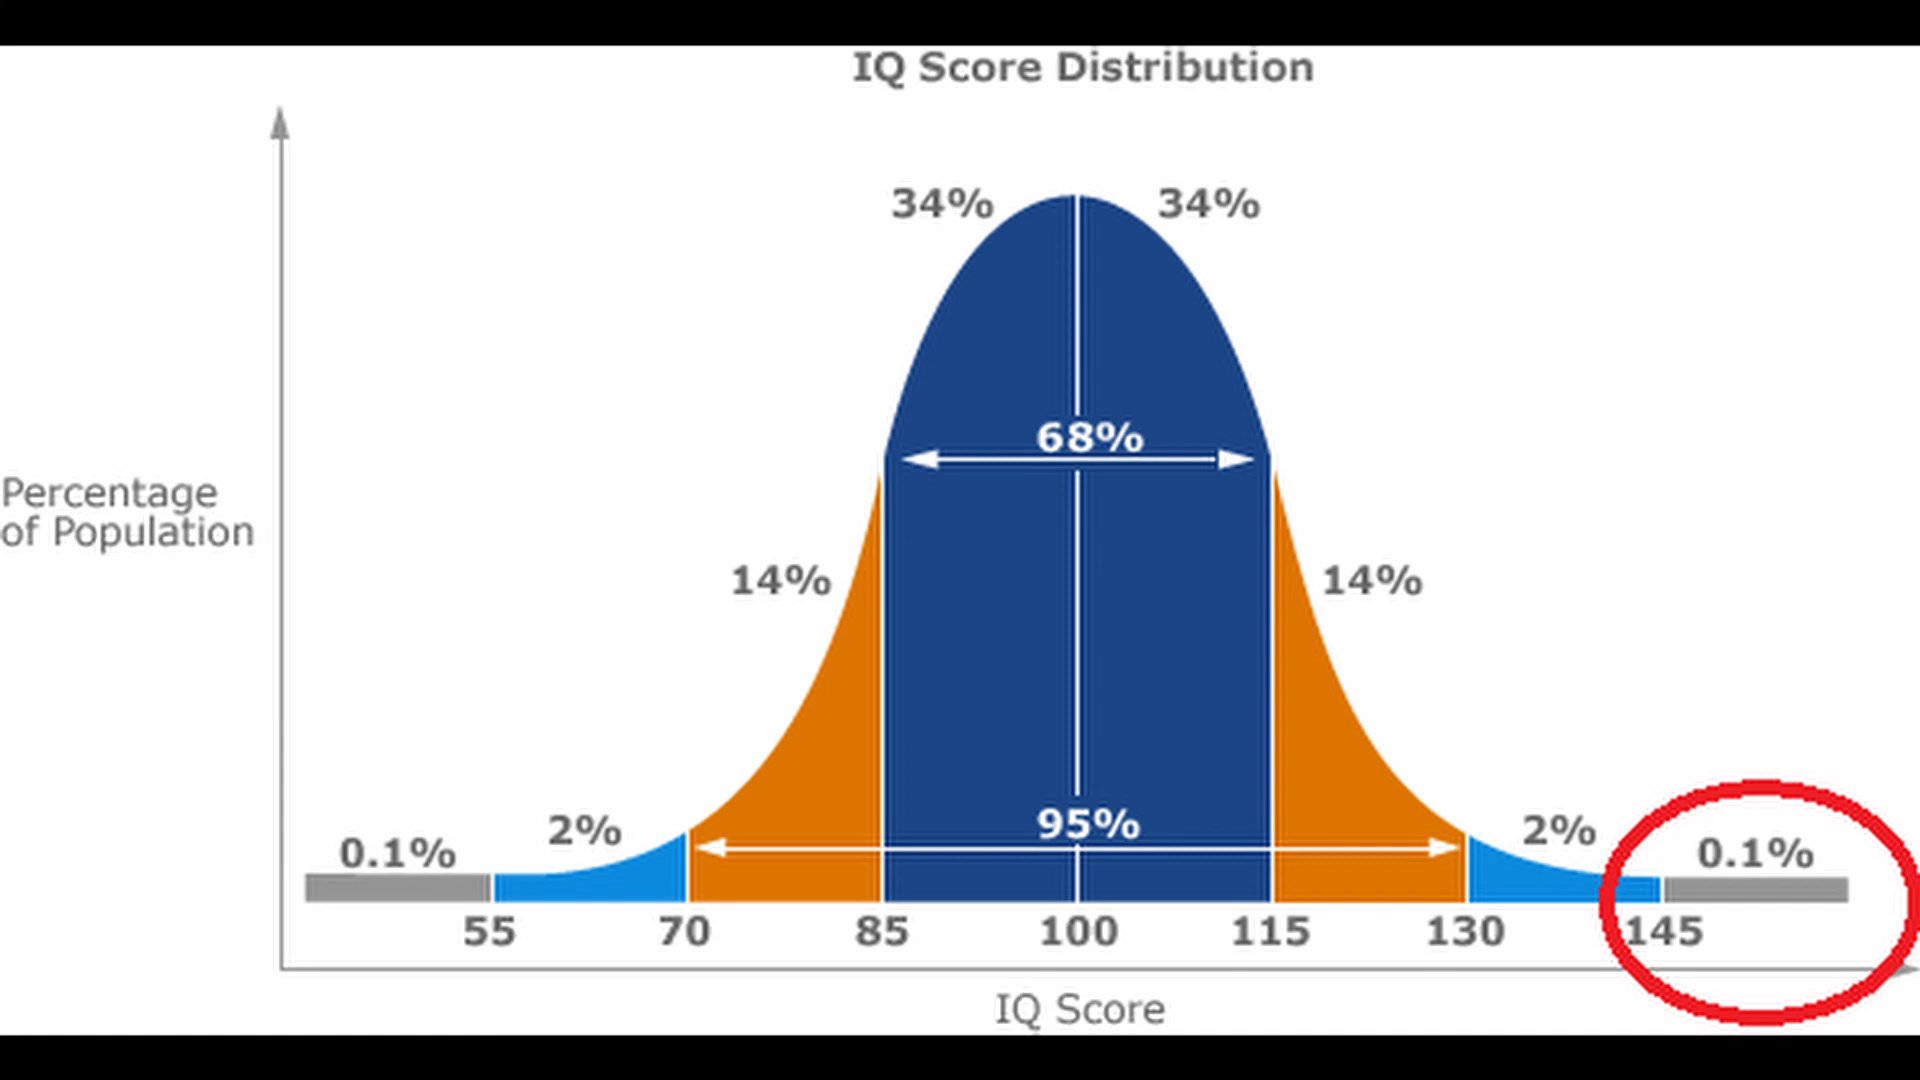 IQ Score Distribution
34% 34%
68%
Percentage
of Population
14% 14%
95%
2% 2%
0.1% 0.1%
55 70 85 100 115 130 145
IQ Score